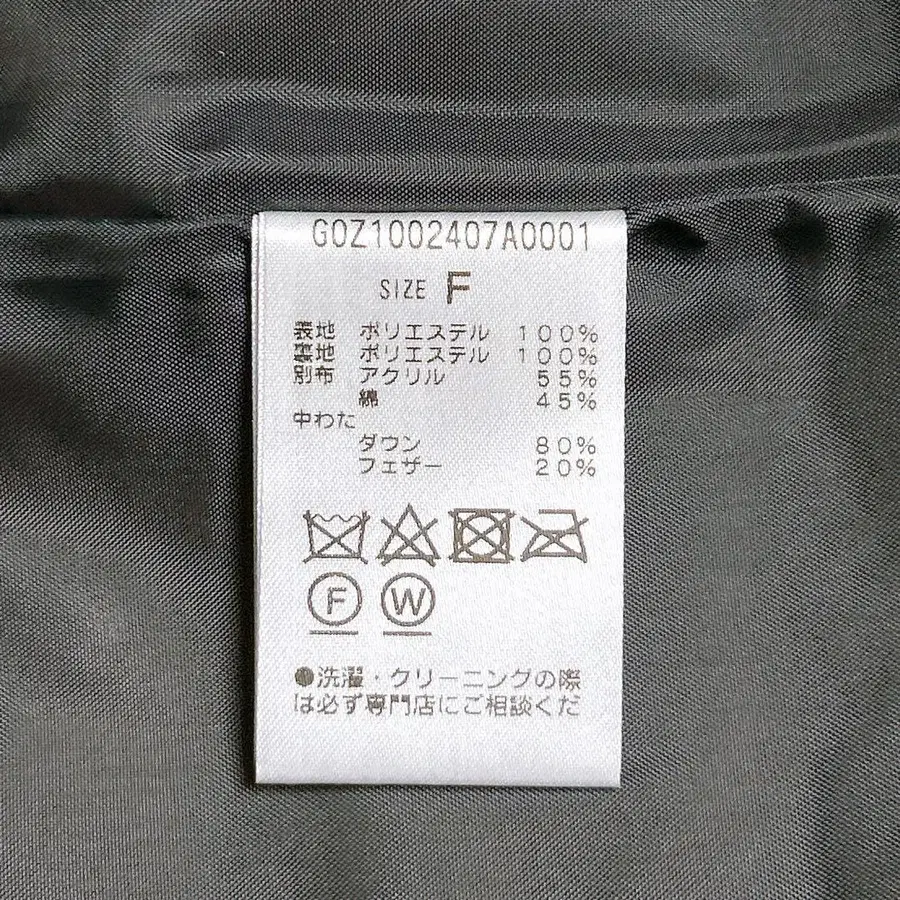 G0Z1002407A0001
SIZE F
表地 ポリエステル 100%
裏地 ポリエステル 100%
別布 アクリル 55%
綿 45%
中わた
ダウン 80%
フェザー 20%
F W
●洗濯・クリーニングの際
は必ず専門店にご相談くだ